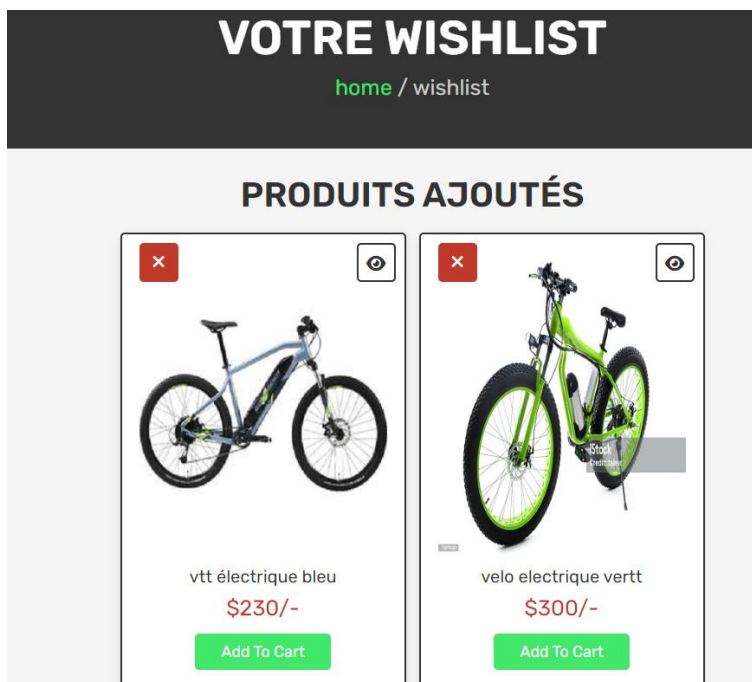 VOTRE WISHLIST
home / wishlist
PRODUITS AJOUTÉS
iStock
vtt électrique bleu
velo electrique vertt
$230/-
$300/-
Add To Cart
Add To Cart